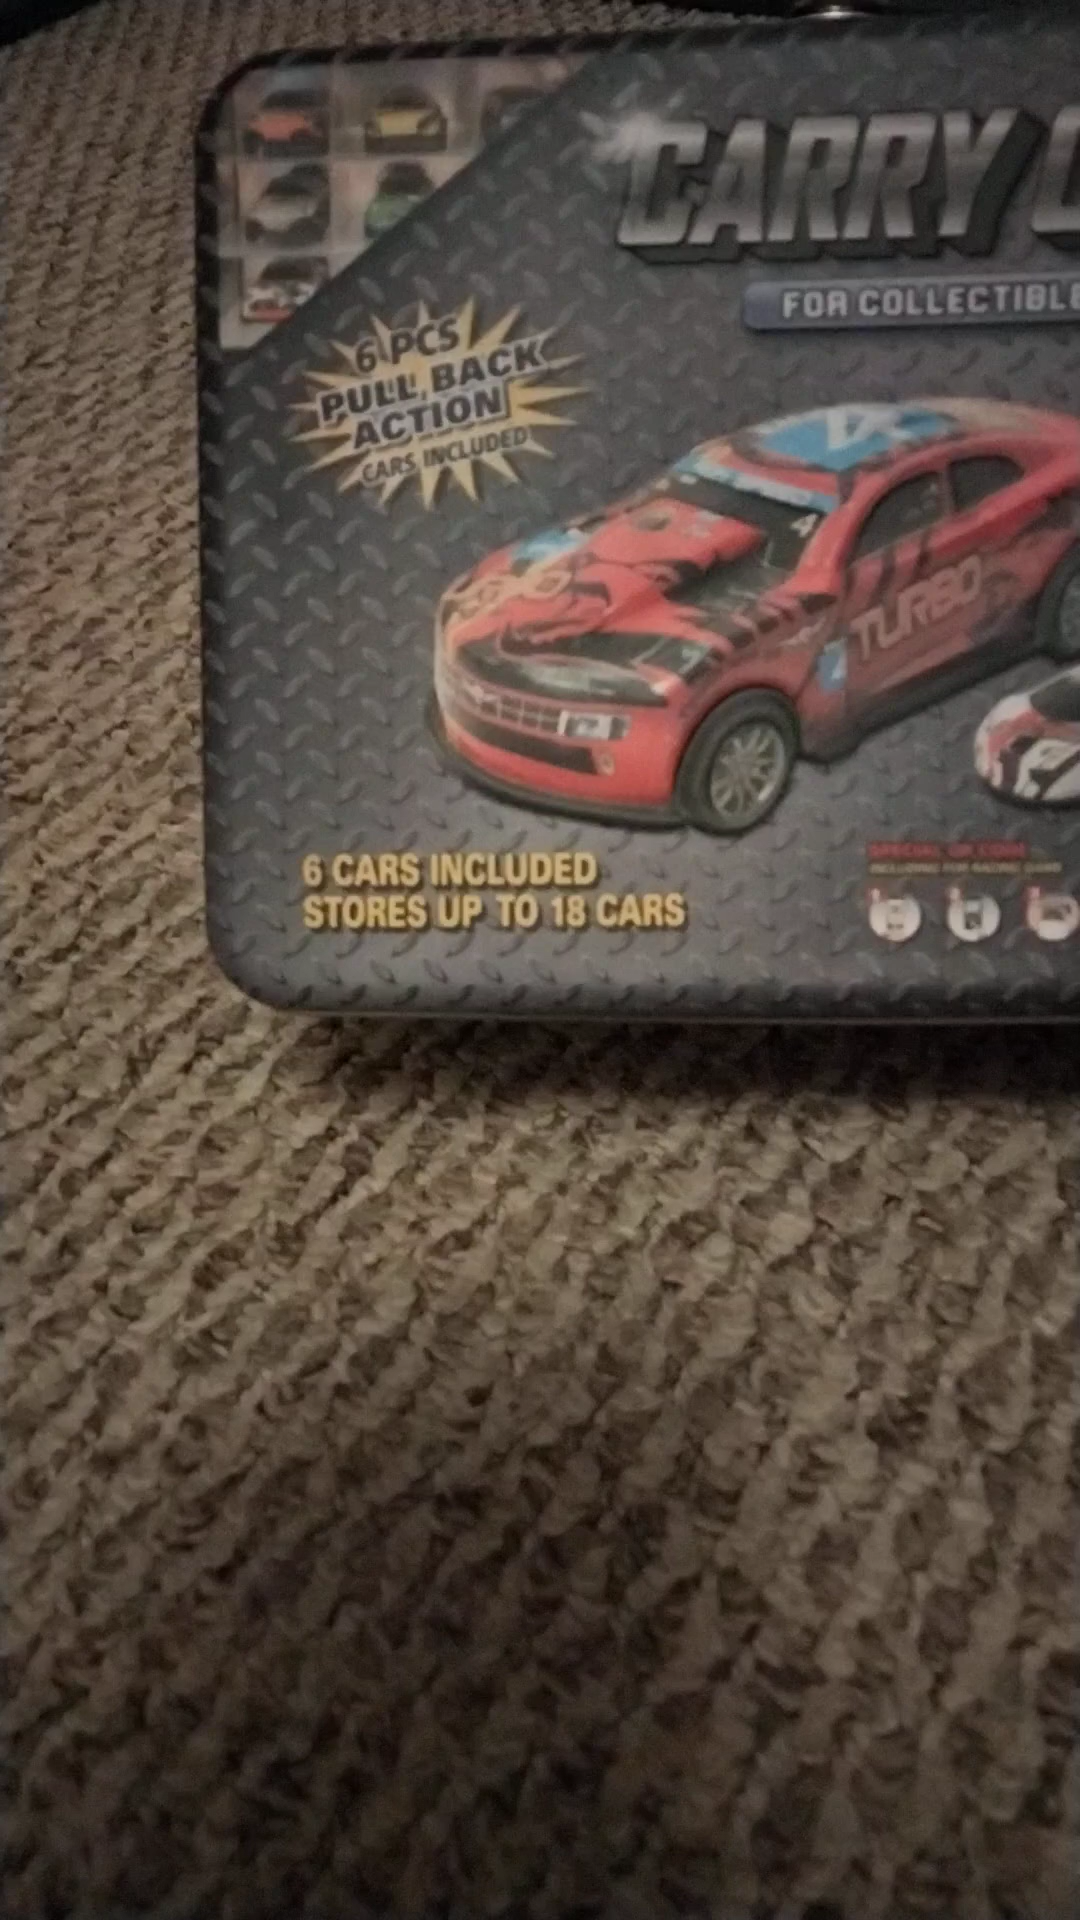 CARRY
FOR COLLECTIBLE
6 PCS
PULL BACK
ACTION
CARS INCLUDED
4
TURBO
6 CARS INCLUDED
STORES UP TO 18 CARS